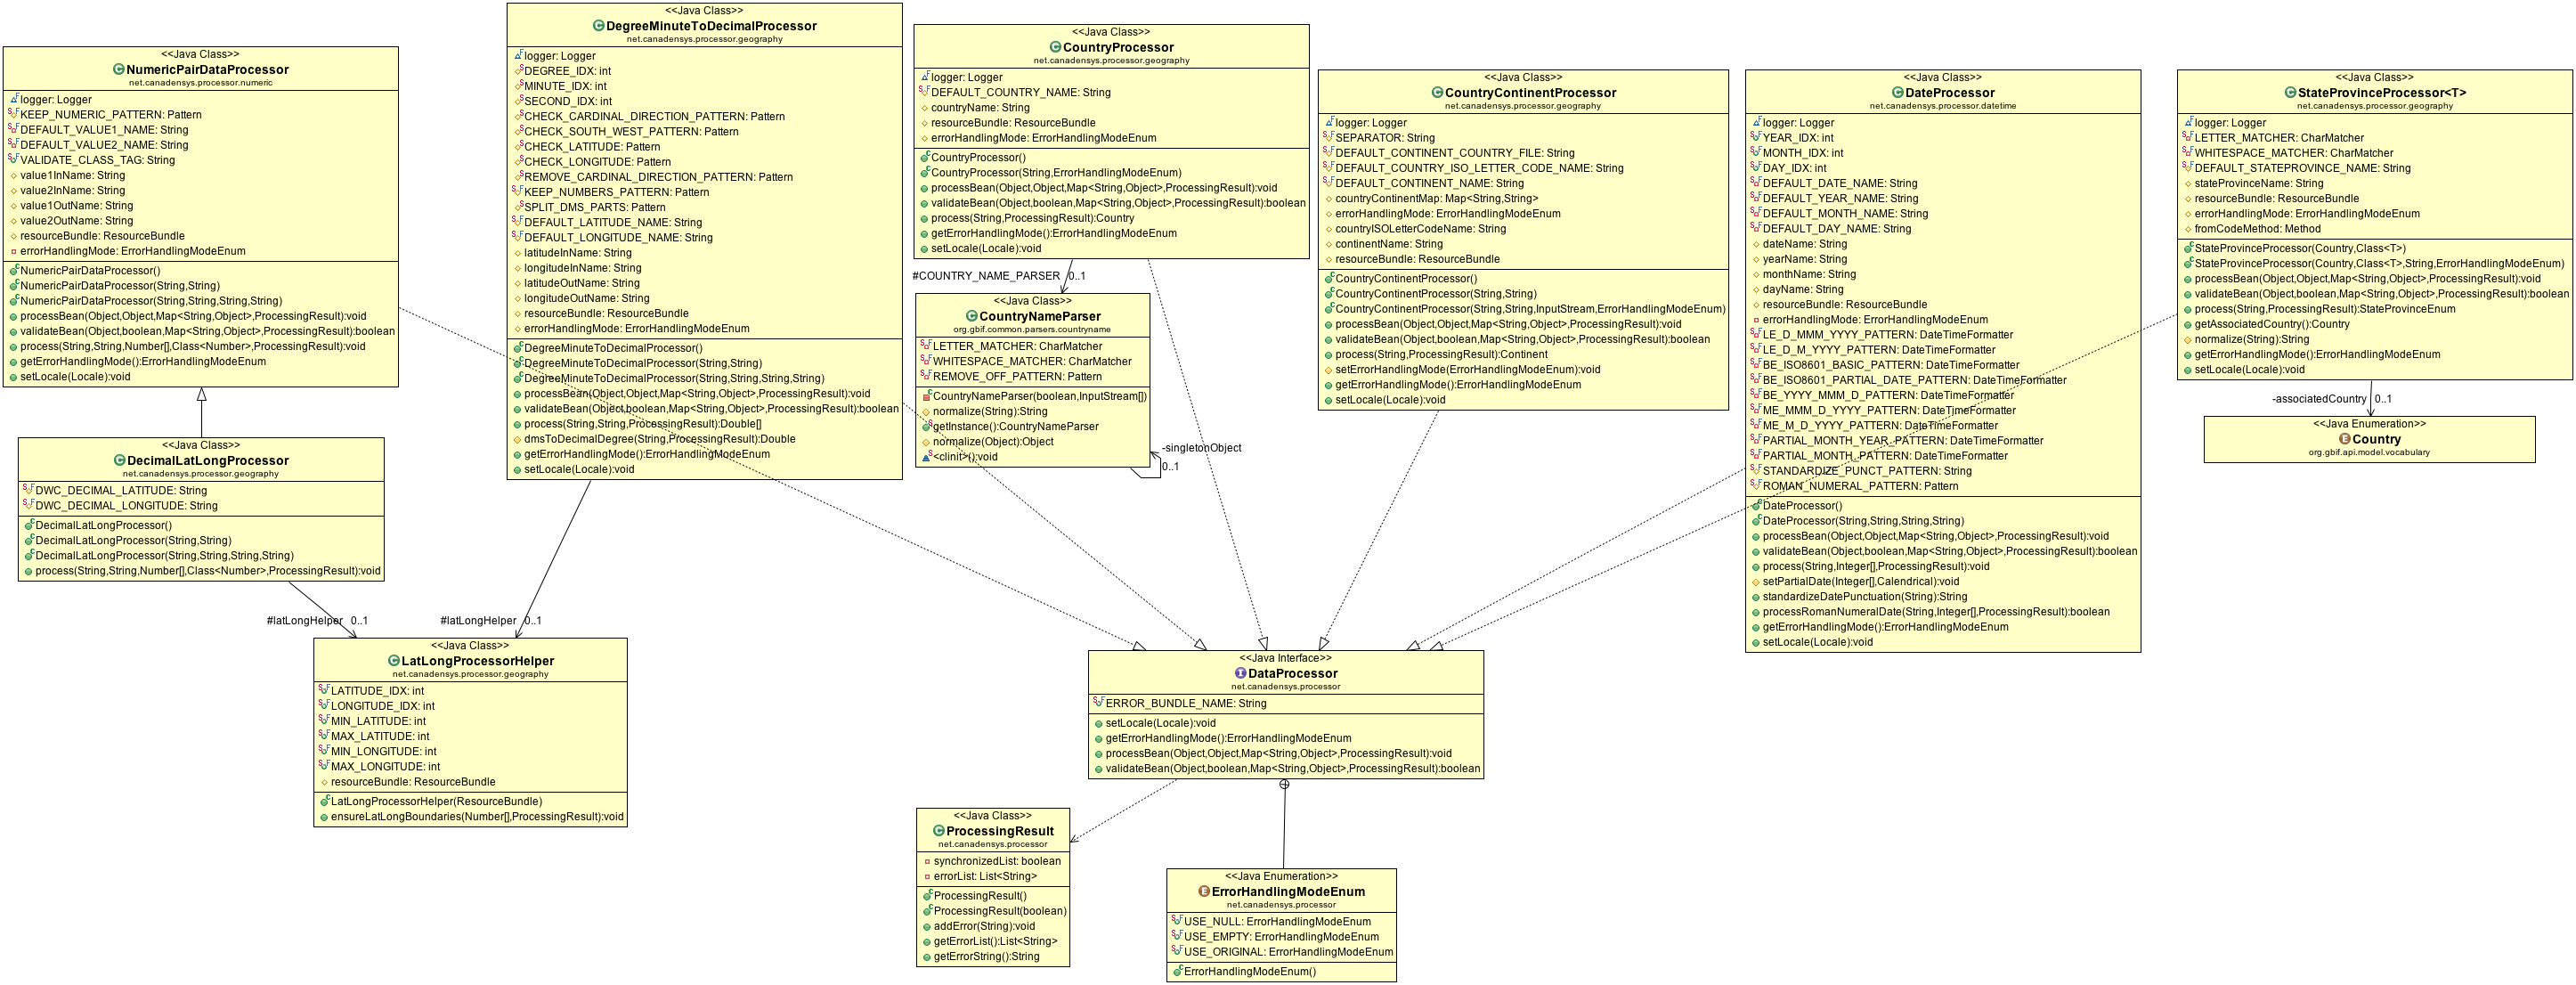 <<Java Class>>
NumericPairDataProcessor
net.canadensys.processor.numeric
logger: Logger
KEEP_NUMERIC_PATTERN: Pattern
DEFAULT_VALUE1_NAME: String
DEFAULT_VALUE2_NAME: String
VALIDATE_CLASS_TAG: String
value1InName: String
value2InName: String
value1OutName: String
value2OutName: String
resourceBundle: ResourceBundle
errorHandlingMode: ErrorHandlingModeEnum
NumericPairDataProcessor()
NumericPairDataProcessor(String,String)
NumericPairDataProcessor(String,String,String,String)
processBean(Object,Object,Map<String,Object>,ProcessingResult):void
validateBean(Object,boolean,Map<String,Object>,ProcessingResult):boolean
process(String,String,Number[],Class<Number>,ProcessingResult):void
getErrorHandlingMode():ErrorHandlingModeEnum
setLocale(Locale):void
<<Java Class>>
DecimalLatLongProcessor
net.canadensys.processor.geography
DWC_DECIMAL_LATITUDE: String
DWC_DECIMAL_LONGITUDE: String
DecimalLatLongProcessor()
DecimalLatLongProcessor(String,String)
DecimalLatLongProcessor(String,String,String,String)
process(String,String,Number[],Class<Number>,ProcessingResult):void
#latLongHelper 0..1
<<Java Class>>
DegreeMinuteToDecimalProcessor
net.canadensys.processor.geography
logger: Logger
DEGREE_IDX: int
MINUTE_IDX: int
SECOND_IDX: int
CHECK_CARDINAL_DIRECTION_PATTERN: Pattern
CHECK_SOUTH_WEST_PATTERN: Pattern
CHECK_LATITUDE: Pattern
CHECK_LONGITUDE: Pattern
REMOVE_CARDINAL_DIRECTION_PATTERN: Pattern
KEEP_NUMBERS_PATTERN: Pattern
SPLIT_DMS_PARTS: Pattern
DEFAULT_LATITUDE_NAME: String
DEFAULT_LONGITUDE_NAME: String
latitudeInName: String
longitudeInName: String
latitudeOutName: String
longitudeOutName: String
resourceBundle: ResourceBundle
errorHandlingMode: ErrorHandlingModeEnum
DegreeMinuteToDecimalProcessor()
DegreeMinuteToDecimalProcessor(String,String)
DegreeMinuteToDecimalProcessor(String,String,String,String)
processBean(Object,Object,Map<String,Object>,ProcessingResult):void
validateBean(Object,boolean,Map<String,Object>,ProcessingResult):boolean
process(String,String,ProcessingResult):Double[]
dmsToDecimalDegree(String,ProcessingResult):Double
getErrorHandlingMode():ErrorHandlingModeEnum
setLocale(Locale):void
#latLongHelper 0..1
<<Java Class>>
LatLongProcessorHelper
net.canadensys.processor.geography
LATITUDE_IDX: int
LONGITUDE_IDX: int
MIN_LATITUDE: int
MAX_LATITUDE: int
MIN_LONGITUDE: int
MAX_LONGITUDE: int
resourceBundle: ResourceBundle
LatLongProcessorHelper(ResourceBundle)
ensureLatLongBoundaries(Number[],ProcessingResult):void
<<Java Class>>
CountryProcessor
net.canadensys.processor.geography
logger: Logger
DEFAULT_COUNTRY_NAME: String
countryName: String
resourceBundle: ResourceBundle
errorHandlingMode: ErrorHandlingModeEnum
CountryProcessor()
CountryProcessor(String,ErrorHandlingModeEnum)
processBean(Object,Object,Map<String,Object>,ProcessingResult):void
validateBean(Object,boolean,Map<String,Object>,ProcessingResult):boolean
process(String,ProcessingResult):Country
getErrorHandlingMode():ErrorHandlingModeEnum
setLocale(Locale):void
#COUNTRY_NAME_PARSER 0..1
<<Java Class>>
CountryNameParser
org.gbif.common.parsers.countryname
LETTER_MATCHER: CharMatcher
WHITESPACE_MATCHER: CharMatcher
REMOVE_OFF_PATTERN: Pattern
CountryNameParser(boolean,InputStream[])
normalize(String):String
getInstance():CountryNameParser
normalize(Object):Object
<clinit>():void
-singletonObject
0..1
<<Java Class>>
CountryContinentProcessor
net.canadensys.processor.geography
logger: Logger
SEPARATOR: String
DEFAULT_CONTINENT_COUNTRY_FILE: String
DEFAULT_COUNTRY_ISO_LETTER_CODE_NAME: String
DEFAULT_CONTINENT_NAME: String
countryContinentMap: Map<String,String>
errorHandlingMode: ErrorHandlingModeEnum
countryISOLetterCodeName: String
continentName: String
resourceBundle: ResourceBundle
CountryContinentProcessor()
CountryContinentProcessor(String,String)
CountryContinentProcessor(String,String,InputStream,ErrorHandlingModeEnum)
processBean(Object,Object,Map<String,Object>,ProcessingResult):void
validateBean(Object,boolean,Map<String,Object>,ProcessingResult):boolean
process(String,ProcessingResult):Continent
setErrorHandlingMode(ErrorHandlingModeEnum):void
getErrorHandlingMode():ErrorHandlingModeEnum
setLocale(Locale):void
<<Java Class>>
DateProcessor
net.canadensys.processor.datetime
logger: Logger
YEAR_IDX: int
MONTH_IDX: int
DAY_IDX: int
DEFAULT_DATE_NAME: String
DEFAULT_YEAR_NAME: String
DEFAULT_MONTH_NAME: String
DEFAULT_DAY_NAME: String
dateName: String
yearName: String
monthName: String
dayName: String
resourceBundle: ResourceBundle
errorHandlingMode: ErrorHandlingModeEnum
LE_D_MMM_YYYY_PATTERN: DateTimeFormatter
LE_D_M_YYYY_PATTERN: DateTimeFormatter
BE_ISO8601_BASIC_PATTERN: DateTimeFormatter
BE_ISO8601_PARTIAL_DATE_PATTERN: DateTimeFormatter
BE_YYYY_MMM_D_PATTERN: DateTimeFormatter
ME_MMM_D_YYYY_PATTERN: DateTimeFormatter
ME_M_D_YYYY_PATTERN: DateTimeFormatter
PARTIAL_MONTH_YEAR_PATTERN: DateTimeFormatter
PARTIAL_MONTH_PATTERN: DateTimeFormatter
STANDARDIZE_PUNCT_PATTERN: String
ROMAN_NUMERAL_PATTERN: Pattern
DateProcessor()
DateProcessor(String,String,String,String)
processBean(Object,Object,Map<String,Object>,ProcessingResult):void
validateBean(Object,boolean,Map<String,Object>,ProcessingResult):boolean
process(String,Integer[],ProcessingResult):void
setPartialDate(Integer[],Calendrical):void
standardizeDatePunctuation(String):String
processRomanNumeralDate(String,Integer[],ProcessingResult):boolean
getErrorHandlingMode():ErrorHandlingModeEnum
setLocale(Locale):void
<<Java Class>>
StateProvinceProcessor<T>
net.canadensys.processor.geography
logger: Logger
LETTER_MATCHER: CharMatcher
WHITESPACE_MATCHER: CharMatcher
DEFAULT_STATEPROVINCE_NAME: String
stateProvinceName: String
resourceBundle: ResourceBundle
errorHandlingMode: ErrorHandlingModeEnum
fromCodeMethod: Method
StateProvinceProcessor(Country,Class<T>)
StateProvinceProcessor(Country,Class<T>,String,ErrorHandlingModeEnum)
processBean(Object,Object,Map<String,Object>,ProcessingResult):void
validateBean(Object,boolean,Map<String,Object>,ProcessingResult):boolean
process(String,ProcessingResult):StateProvinceEnum
getAssociatedCountry():Country
normalize(String):String
getErrorHandlingMode():ErrorHandlingModeEnum
setLocale(Locale):void
-associatedCountry 0..1
<<Java Enumeration>>
Country
org.gbif.api.model.vocabulary
<<Java Interface>>
DataProcessor
net.canadensys.processor
ERROR_BUNDLE_NAME: String
setLocale(Locale):void
getErrorHandlingMode():ErrorHandlingModeEnum
processBean(Object,Object,Map<String,Object>,ProcessingResult):void
validateBean(Object,boolean,Map<String,Object>,ProcessingResult):boolean
<<Java Class>>
ProcessingResult
net.canadensys.processor
synchronizedList: boolean
errorList: List<String>
ProcessingResult()
ProcessingResult(boolean)
addError(String):void
getErrorList():List<String>
getErrorString():String
<<Java Enumeration>>
ErrorHandlingModeEnum
net.canadensys.processor
USE_NULL: ErrorHandlingModeEnum
USE_EMPTY: ErrorHandlingModeEnum
USE_ORIGINAL: ErrorHandlingModeEnum
ErrorHandlingModeEnum()